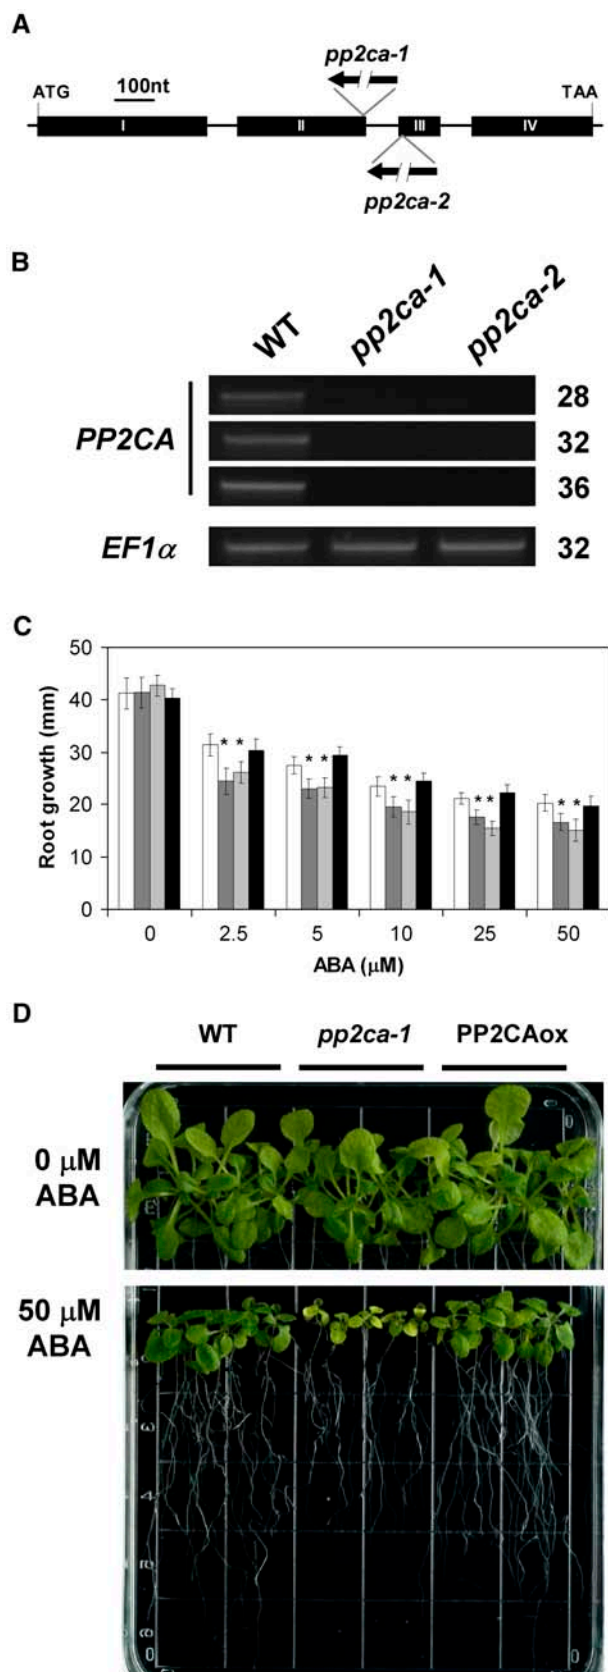 A
pp2ca-1
100nt
ATG
TAA
I
II
III
IV
pp2ca-2
B
WT
pp2ca-1
pp2ca-2
PP2CA
28
32
36
EF1α
32
C
Root growth (mm)
50
40
30
20
10
0
* *
* *
* *
* *
* *
0
2.5
5
10
25
50
ABA (μM)
D
WT
pp2ca-1
PP2CAox
0 μM
ABA
50 μM
ABA